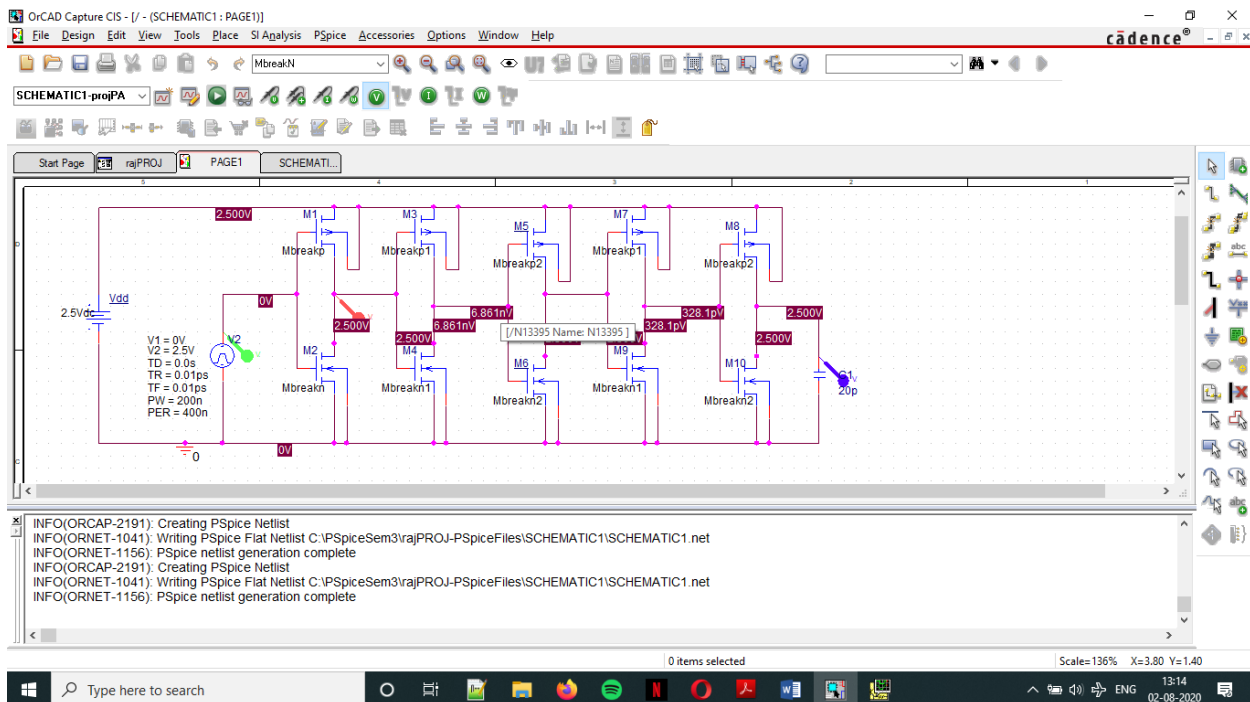 OrCAD Capture CIS - [/ - (SCHEMATIC1 : PAGE1)]
File Design Edit View Tools Place SI Analysis PSpice Accessories Options Window Help
cādence®
MbreakN
SCHEMATIC1-projPA
Start Page rajPROJ PAGE1 SCHEMATI...
5 4 3 2 1
2.500V M1 M3 M5 M7 M8
Mbreakp Mbreakp1 Mbreakp2 Mbreakp1 Mbreakp2
Vdd
2.5Vdc
0V
6.861nV 328.1pV 2.500V
2.500V 6.861nV 328.1pV
2.500V 2.500V
[/N13395 Name: N13395 ]
V1 = 0V
V2 = 2.5V
TD = 0.0s
TR = 0.01ps
TF = 0.01ps
PW = 200n
PER = 400n
V2
M2 M4 M6 M9 M10
Mbreakn Mbreakn1 Mbreakn2 Mbreakn1 Mbreakn2
20p
0V
0
INFO(ORCAP-2191): Creating PSpice Netlist
INFO(ORNET-1041): Writing PSpice Flat Netlist C:\PSpiceSem3\rajPROJ-PSpiceFiles\SCHEMATIC1\SCHEMATIC1.net
INFO(ORNET-1156): PSpice netlist generation complete
INFO(ORCAP-2191): Creating PSpice Netlist
INFO(ORNET-1041): Writing PSpice Flat Netlist C:\PSpiceSem3\rajPROJ-PSpiceFiles\SCHEMATIC1\SCHEMATIC1.net
INFO(ORNET-1156): PSpice netlist generation complete
0 items selected
Scale=136% X=3.80 Y=1.40
Type here to search
ENG
13:14
02-08-2020